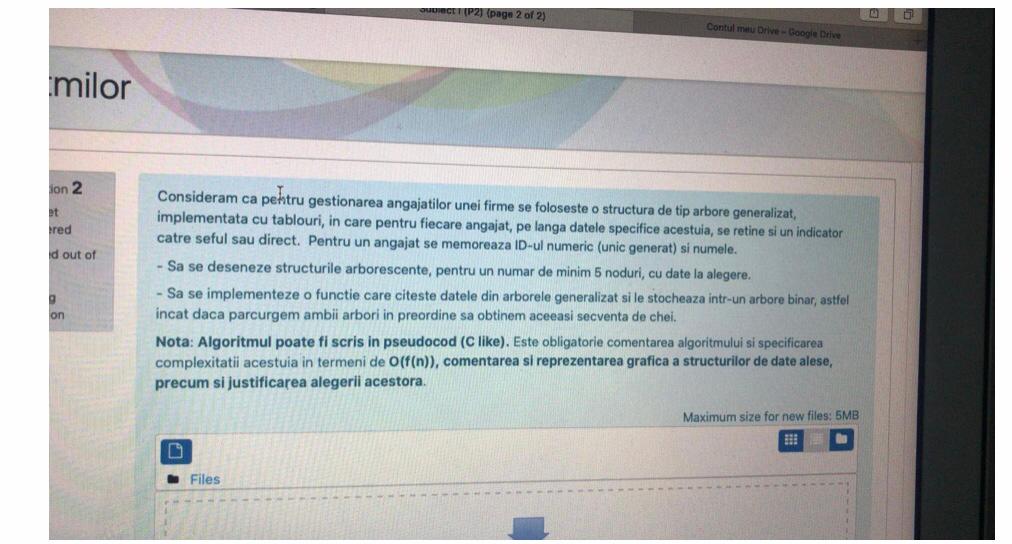 Subiect I (P2) (page 2 of 2)
Contul meu Drive – Google Drive
tmilor
ion 2
et
ered
d out of
g
on
Consideram ca pentru gestionarea angajatilor unei firme se foloseste o structura de tip arbore generalizat,
implementata cu tablouri, in care pentru fiecare angajat, pe langa datele specifice acestuia, se retine si un indicator
catre seful sau direct. Pentru un angajat se memoreaza ID-ul numeric (unic generat) si numele.
- Sa se deseneze structurile arborescente, pentru un numar de minim 5 noduri, cu date la alegere.
- Sa se implementeze o functie care citeste datele din arborele generalizat si le stocheaza intr-un arbore binar, astfel
incat daca parcurgem ambii arbori in preordine sa obtinem aceeasi secventa de chei.
Nota: Algoritmul poate fi scris in pseudocod (C like). Este obligatorie comentarea algoritmului si specificarea
complexitatii acestuia in termeni de O(f(n)), comentarea si reprezentarea grafica a structurilor de date alese,
precum si justificarea alegerii acestora.
Maximum size for new files: 5MB
Files